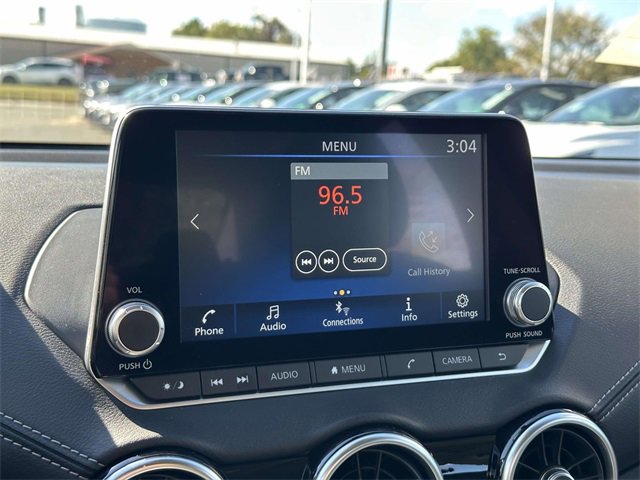 MENU 3:04
FM
96.5
FM
Source
Call History
Phone Audio Connections Info Settings
VOL
PUSH
TUNE·SCROLL
PUSH SOUND
AUDIO MENU CAMERA